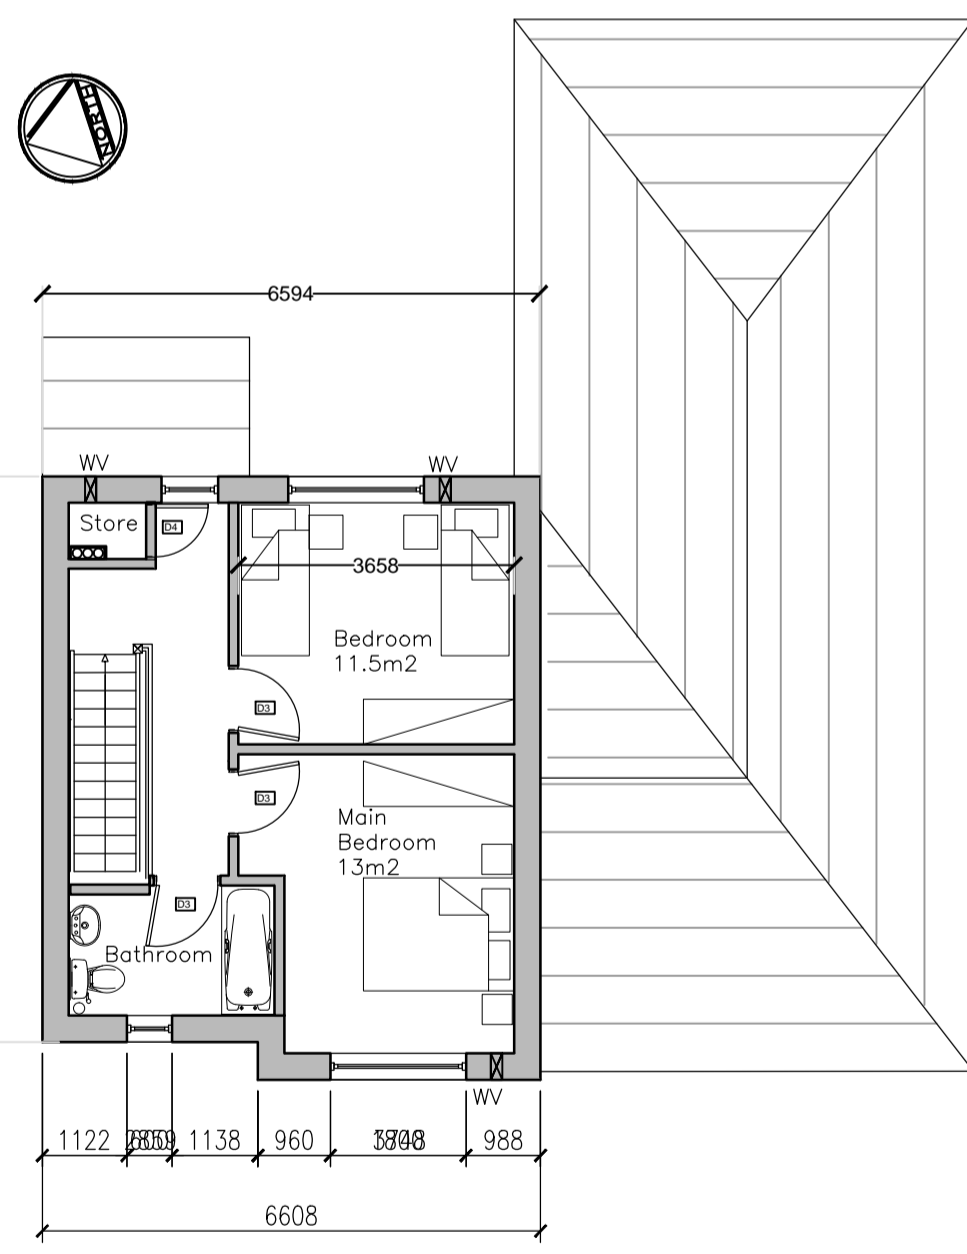 NORTH
6594
WV
WV
Store
D4
3658
Bedroom
11.5m2
D3
D3
Main
Bedroom
13m2
D3
Bathroom
WV
1122
1138
960
988
6608